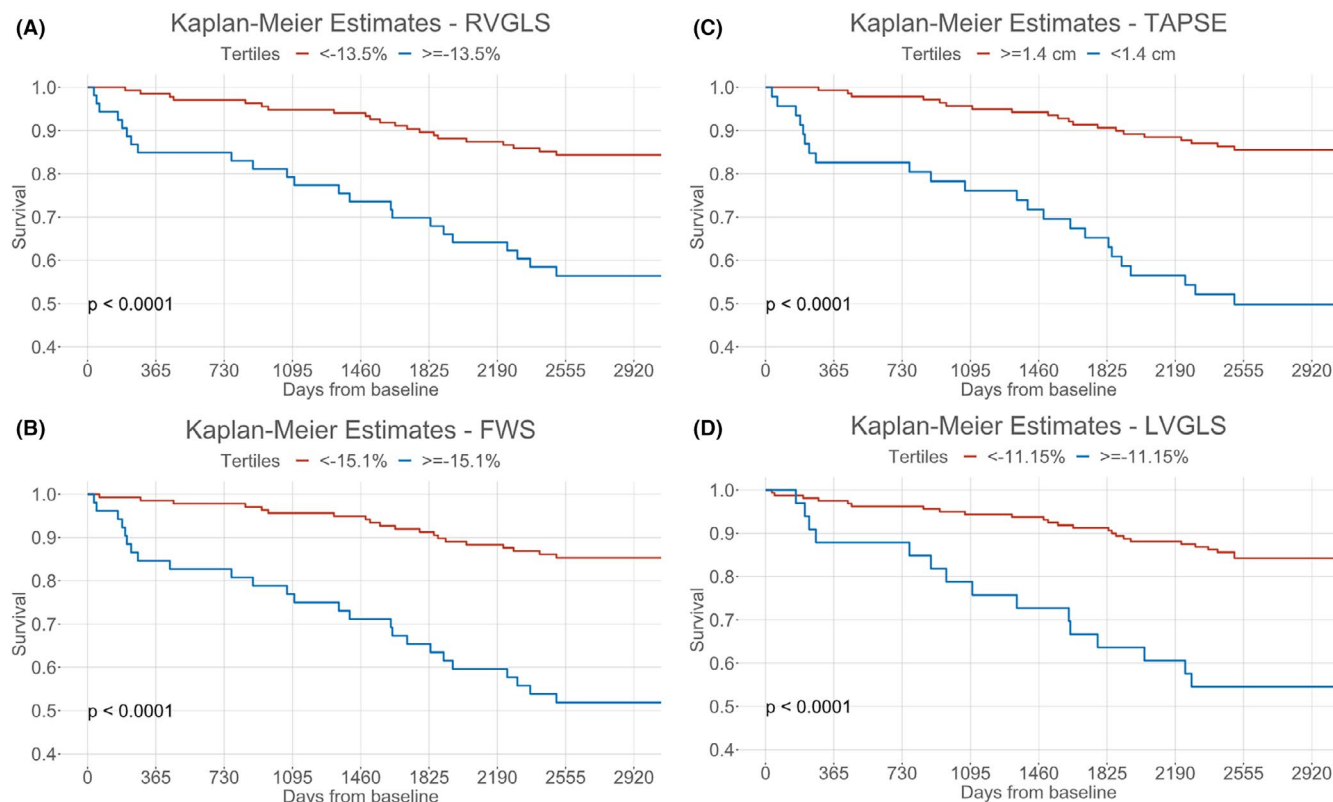 (A)
Kaplan-Meier Estimates - RVGLS
Tertiles <-13.5% >=-13.5%
1.0
0.9
0.8
0.7
0.6
0.5
0.4
Survival
p < 0.0001
0 365 730 1095 1460 1825 2190 2555 2920
Days from baseline
(C)
Kaplan-Meier Estimates - TAPSE
Tertiles >=1.4 cm <1.4 cm
1.0
0.9
0.8
0.7
0.6
0.5
0.4
Survival
p < 0.0001
0 365 730 1095 1460 1825 2190 2555 2920
Days from baseline
(B)
Kaplan-Meier Estimates - FWS
Tertiles <-15.1% >=-15.1%
1.0
0.9
0.8
0.7
0.6
0.5
0.4
Survival
p < 0.0001
0 365 730 1095 1460 1825 2190 2555 2920
Days from baseline
(D)
Kaplan-Meier Estimates - LVGLS
Tertiles <-11.15% >=-11.15%
1.0
0.9
0.8
0.7
0.6
0.5
0.4
Survival
p < 0.0001
0 365 730 1095 1460 1825 2190 2555 2920
Days from baseline